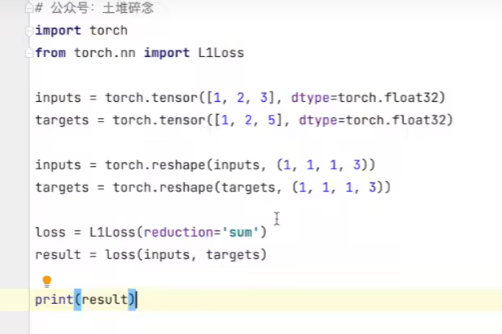 # 公众号：土堆碎念
import torch
from torch.nn import L1Loss
inputs = torch.tensor([1, 2, 3], dtype=torch.float32)
targets = torch.tensor([1, 2, 5], dtype=torch.float32)
inputs = torch.reshape(inputs, (1, 1, 1, 3))
targets = torch.reshape(targets, (1, 1, 1, 3))
loss = L1Loss(reduction='sum')
result = loss(inputs, targets)
print(result)